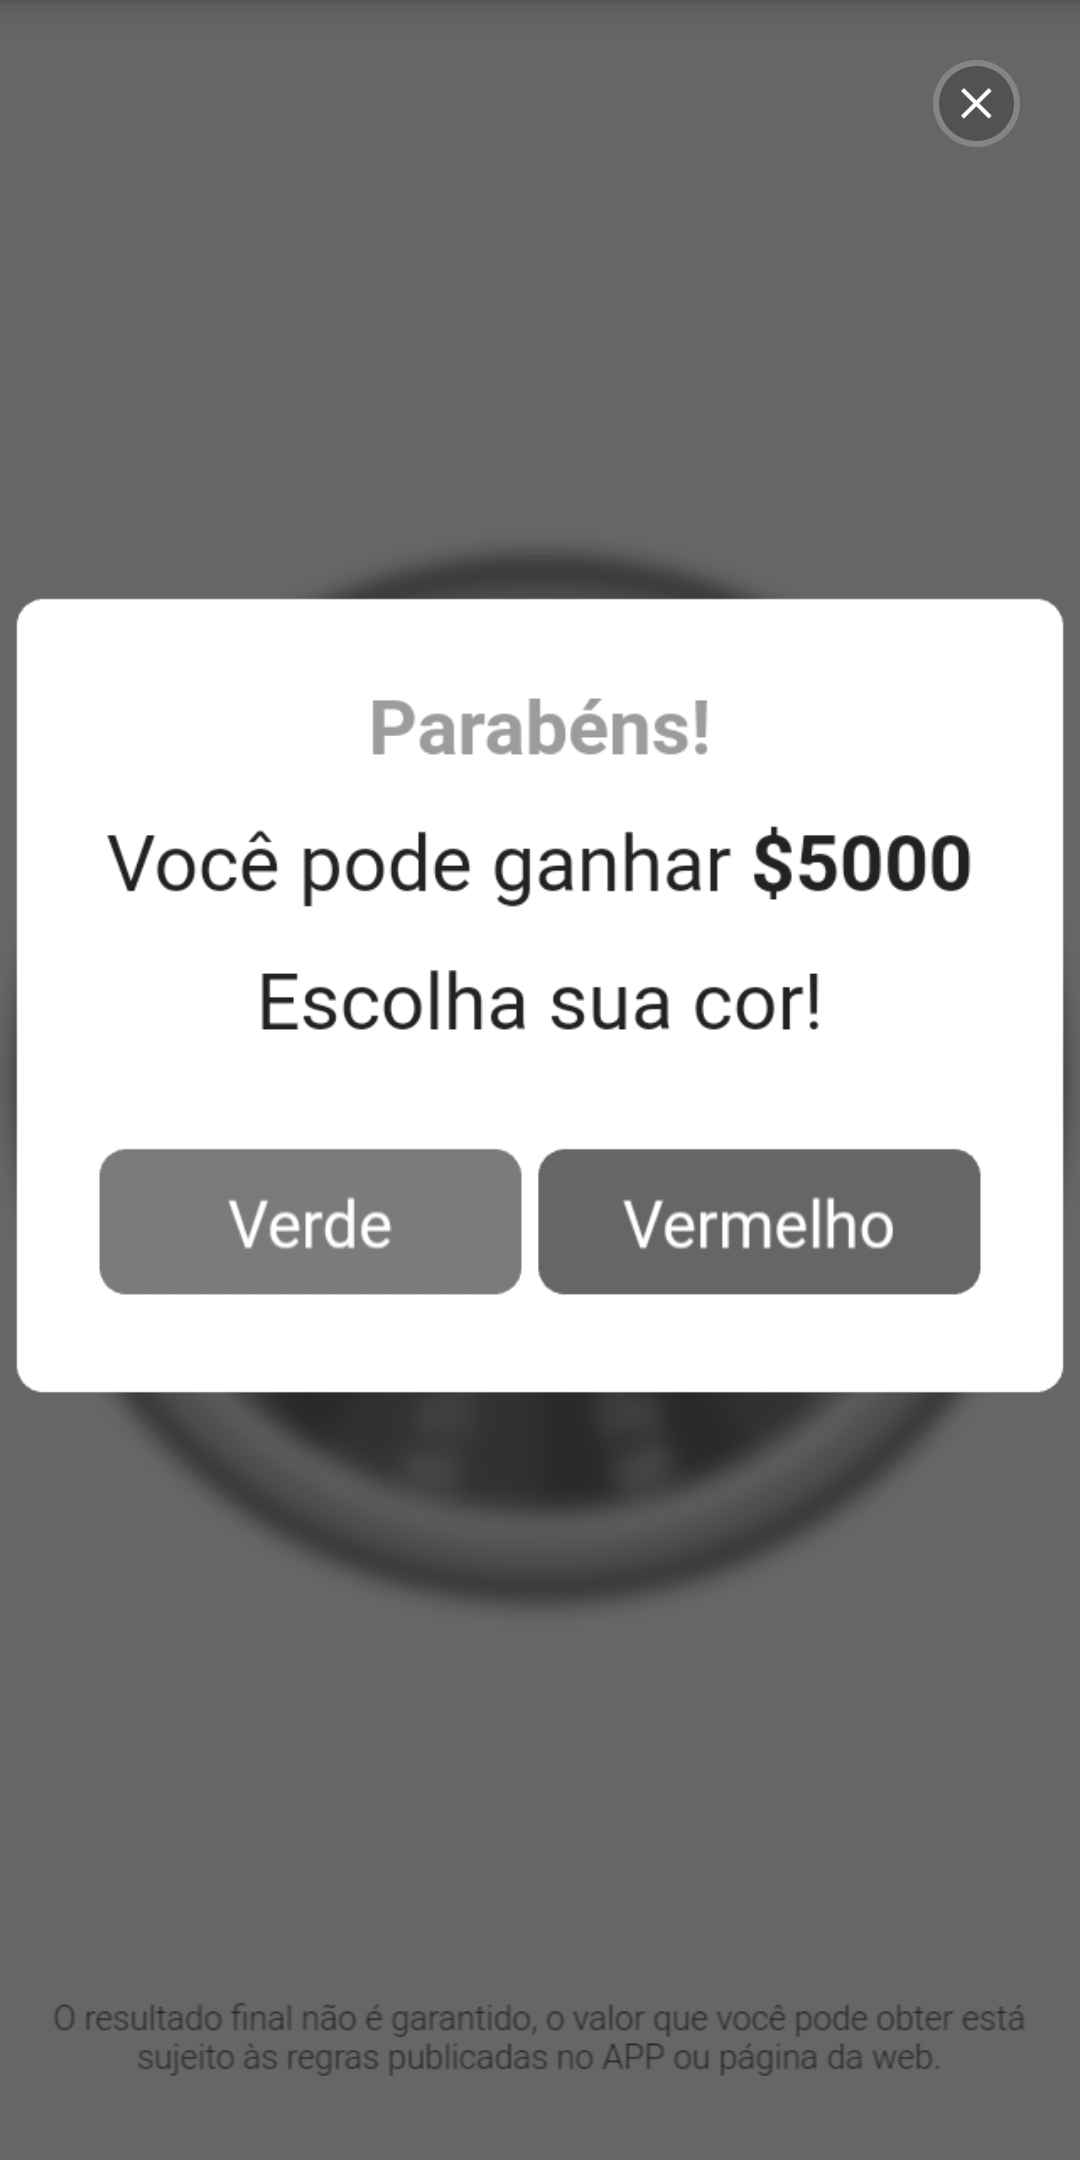 Parabéns!
Você pode ganhar $5000
Escolha sua cor!
Verde
Vermelho
O resultado final não é garantido, o valor que você pode obter está
sujeito às regras publicadas no APP ou página da web.